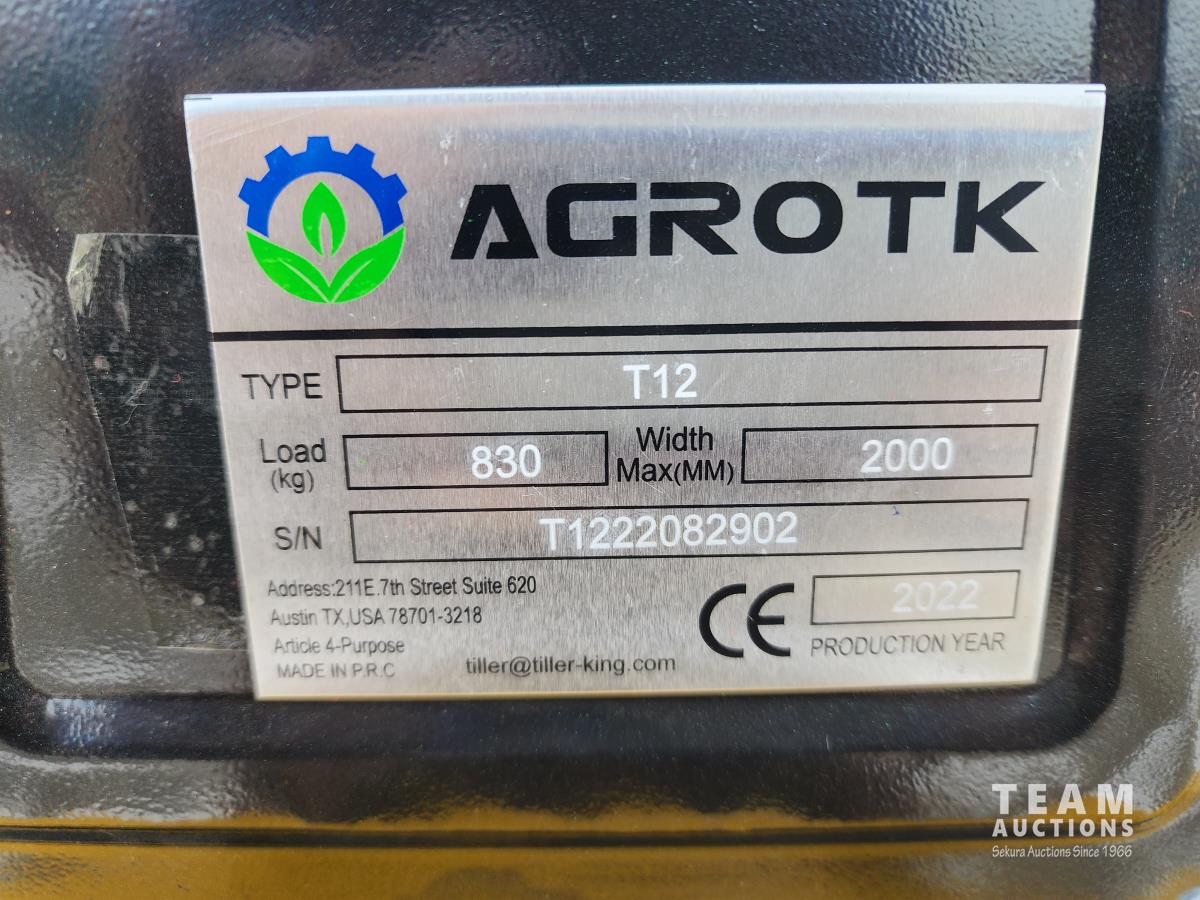 AGROTK
TYPE T12
Load (kg) 830 Width Max(MM) 2000
S/N T1222082902
Address:211E.7th Street Suite 620
Austin TX,USA 78701-3218
Article 4-Purpose
MADE IN P.R.C
tiller@tiller-king.com
CE
2022
PRODUCTION YEAR
TEAM
AUCTIONS
Sekura Auctions Since 1966